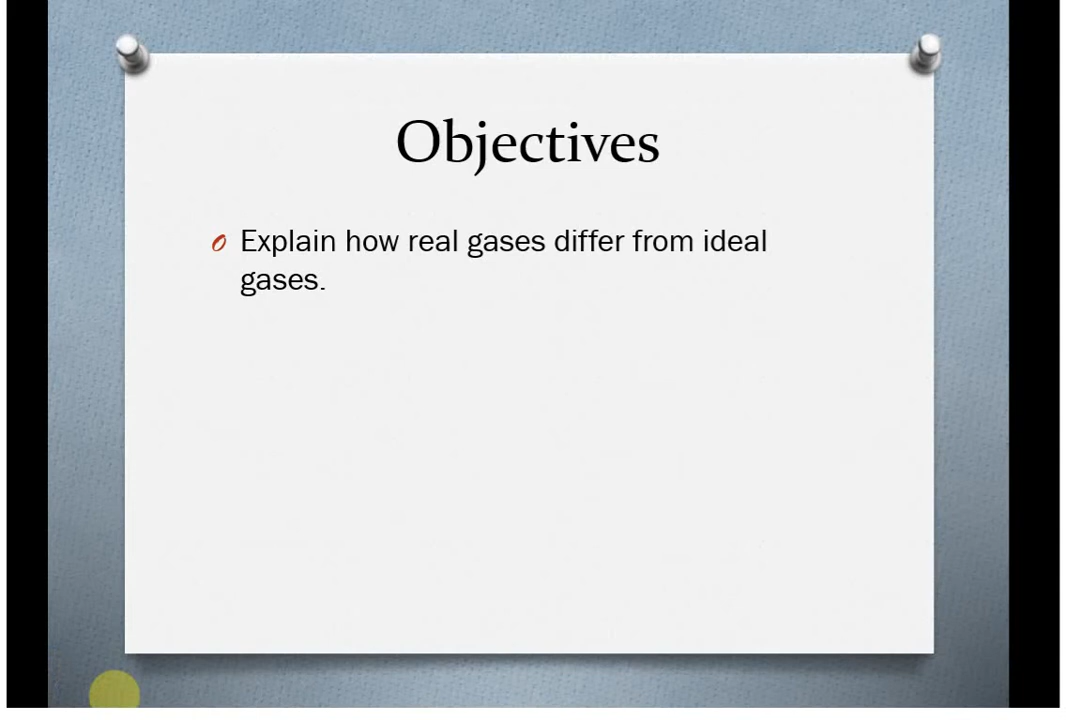 Objectives
Explain how real gases differ from ideal
gases.